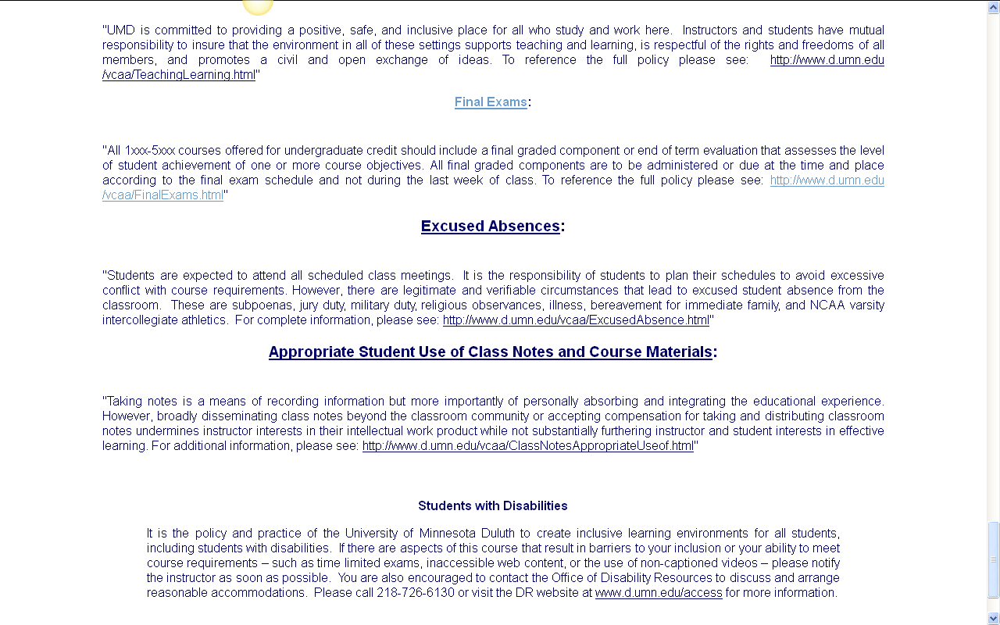 "UMD is committed to providing a positive, safe, and inclusive place for all who study and work here. Instructors and students have mutual
responsibility to insure that the environment in all of these settings supports teaching and learning, is respectful of the rights and freedoms of all
members, and promotes a civil and open exchange of ideas. To reference the full policy please see: http://www.d.umn.edu
/vcaa/TeachingLearning.html"
Final Exams:
"All 1xxx-5xxx courses offered for undergraduate credit should include a final graded component or end of term evaluation that assesses the level
of student achievement of one or more course objectives. All final graded components are to be administered or due at the time and place
according to the final exam schedule and not during the last week of class. To reference the full policy please see: http://www.d.umn.edu
/vcaa/FinalExams.html"
Excused Absences:
"Students are expected to attend all scheduled class meetings. It is the responsibility of students to plan their schedules to avoid excessive
conflict with course requirements. However, there are legitimate and verifiable circumstances that lead to excused student absence from the
classroom. These are subpoenas, jury duty, military duty, religious observances, illness, bereavement for immediate family, and NCAA varsity
intercollegiate athletics. For complete information, please see: http://www.d.umn.edu/vcaa/ExcusedAbsence.html"
Appropriate Student Use of Class Notes and Course Materials:
"Taking notes is a means of recording information but more importantly of personally absorbing and integrating the educational experience.
However, broadly disseminating class notes beyond the classroom community or accepting compensation for taking and distributing classroom
notes undermines instructor interests in their intellectual work product while not substantially furthering instructor and student interests in effective
learning. For additional information, please see: http://www.d.umn.edu/vcaa/ClassNotesAppropriateUseof.html"
Students with Disabilities
It is the policy and practice of the University of Minnesota Duluth to create inclusive learning environments for all students,
including students with disabilities. If there are aspects of this course that result in barriers to your inclusion or your ability to meet
course requirements – such as time limited exams, inaccessible web content, or the use of non-captioned videos – please notify
the instructor as soon as possible. You are also encouraged to contact the Office of Disability Resources to discuss and arrange
reasonable accommodations. Please call 218-726-6130 or visit the DR website at www.d.umn.edu/access for more information.